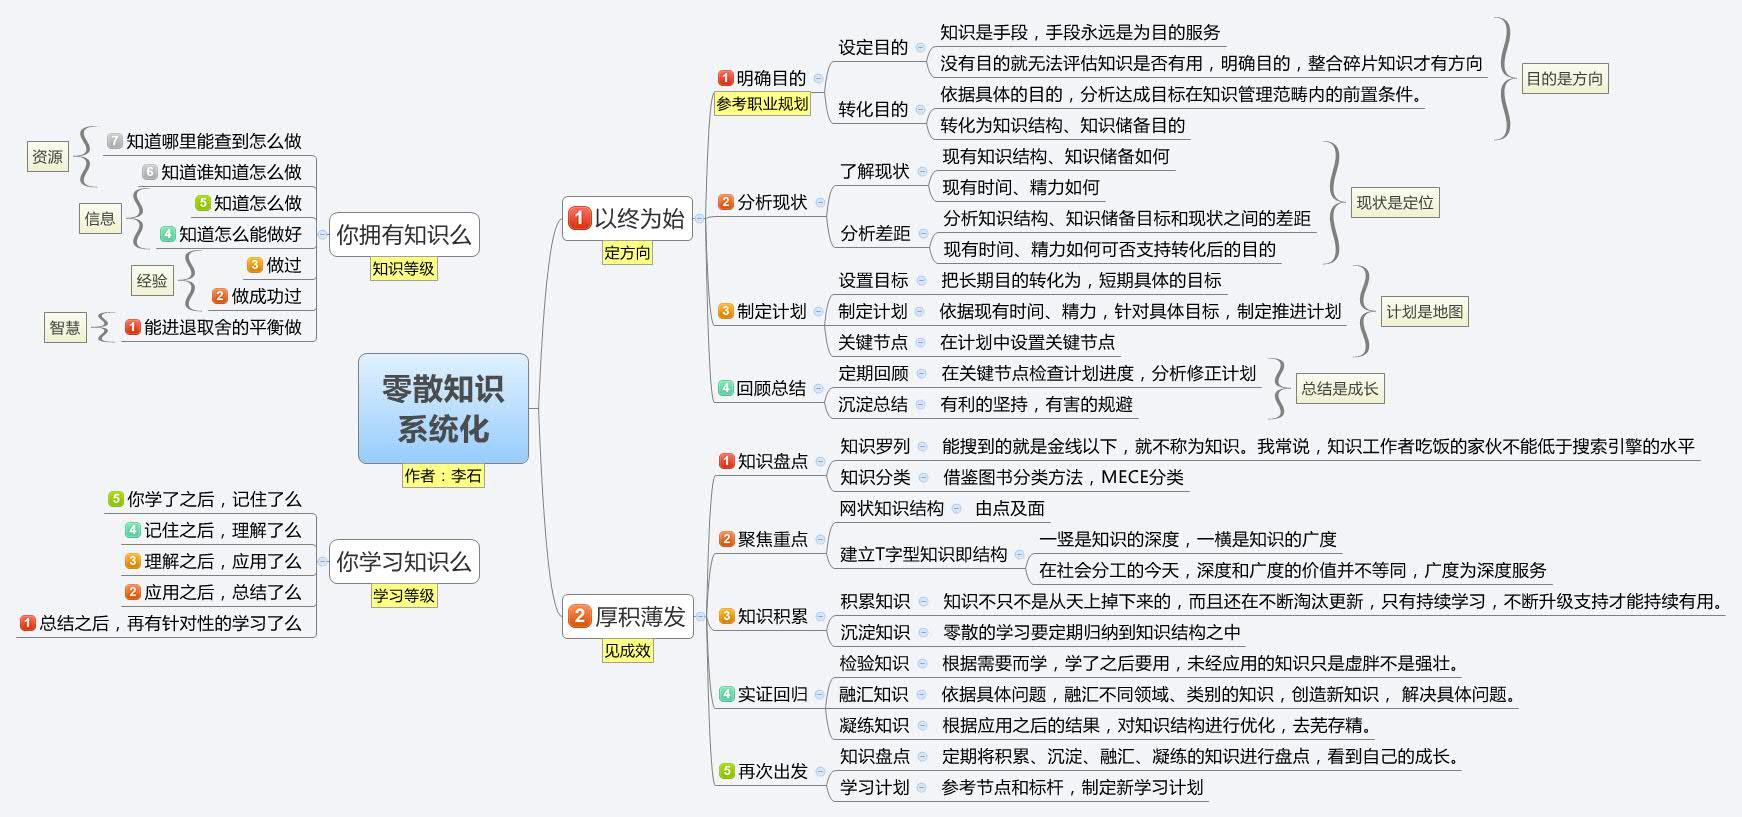 零散知识
系统化
作者：李石
1 以终为始
定方向
1 明确目的
参考职业规划
设定目的
知识是手段，手段永远是为目的服务
没有目的就无法评估知识是否有用，明确目的，整合碎片知识才有方向
转化目的
依据具体的目的，分析达成目标在知识管理范畴内的前置条件。
转化为知识结构、知识储备目的
目的是方向
2 分析现状
了解现状
现有知识结构、知识储备如何
现有时间、精力如何
分析差距
分析知识结构、知识储备目标和现状之间的差距
现有时间、精力如何可否支持转化后的目的
现状是定位
3 制定计划
设置目标
把长期目的转化为，短期具体的目标
制定计划
依据现有时间、精力，针对具体目标，制定推进计划
关键节点
在计划中设置关键节点
计划是地图
4 回顾总结
定期回顾
在关键节点检查计划进度，分析修正计划
沉淀总结
有利的坚持，有害的规避
总结是成长
2 厚积薄发
见成效
1 知识盘点
知识罗列
能搜到的就是金线以下，就不称为知识。我常说，知识工作者吃饭的家伙不能低于搜索引擎的水平
知识分类
借鉴图书分类方法，MECE分类
2 聚焦重点
网状知识结构
由点及面
建立T字型知识即结构
一竖是知识的深度，一横是知识的广度
在社会分工的今天，深度和广度的价值并不等同，广度为深度服务
3 知识积累
积累知识
知识不只不是从天上掉下来的，而且还在不断淘汰更新，只有持续学习，不断升级支持才能持续有用。
沉淀知识
零散的学习要定期归纳到知识结构之中
4 实证回归
检验知识
根据需要而学，学了之后要用，未经应用的知识只是虚胖不是强壮。
融汇知识
依据具体问题，融汇不同领域、类别的知识，创造新知识， 解决具体问题。
凝练知识
根据应用之后的结果，对知识结构进行优化，去芜存精。
5 再次出发
知识盘点
定期将积累、沉淀、融汇、凝练的知识进行盘点，看到自己的成长。
学习计划
参考节点和标杆，制定新学习计划
你拥有知识么
知识等级
7 知道哪里能查到怎么做
6 知道谁知道怎么做
资源
5 知道怎么做
4 知道怎么能做好
信息
3 做过
2 做成功过
经验
1 能进退取舍的平衡做
智慧
你学习知识么
学习等级
5 你学了之后，记住了么
4 记住之后，理解了么
3 理解之后，应用了么
2 应用之后，总结了么
1 总结之后，再有针对性的学习了么